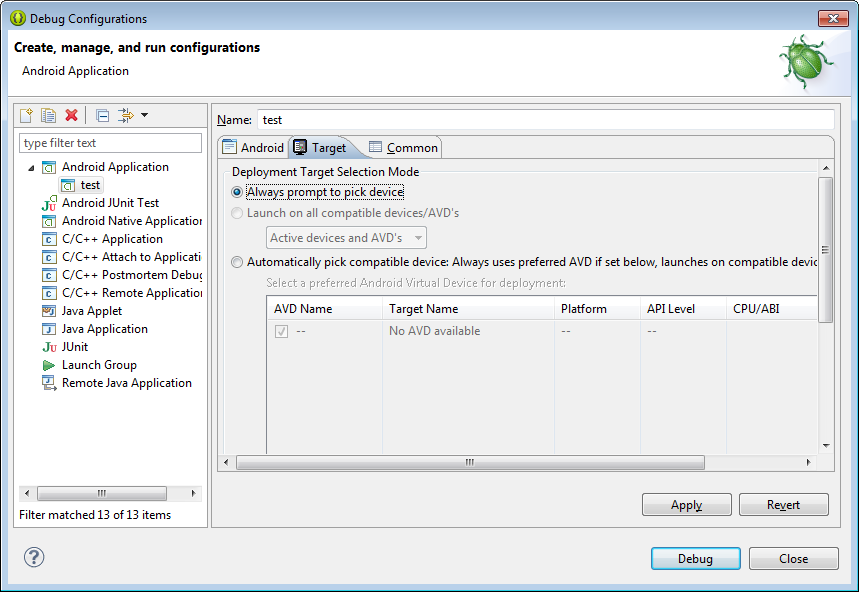 Debug Configurations
Create, manage, and run configurations
Android Application
type filter text
Android Application
test
Android JUnit Test
Android Native Application
C/C++ Application
C/C++ Attach to Applicati
C/C++ Postmortem Debug
C/C++ Remote Application
Java Applet
Java Application
JUnit
Launch Group
Remote Java Application
Filter matched 13 of 13 items
Name: test
Android Target Common
Deployment Target Selection Mode
Always prompt to pick device
Launch on all compatible devices/AVD's
Active devices and AVD's
Automatically pick compatible device: Always uses preferred AVD if set below, launches on compatible devic
Select a preferred Android Virtual Device for deployment:
AVD Name Target Name Platform API Level CPU/ABI
-- No AVD available -- --
Apply Revert
Debug Close